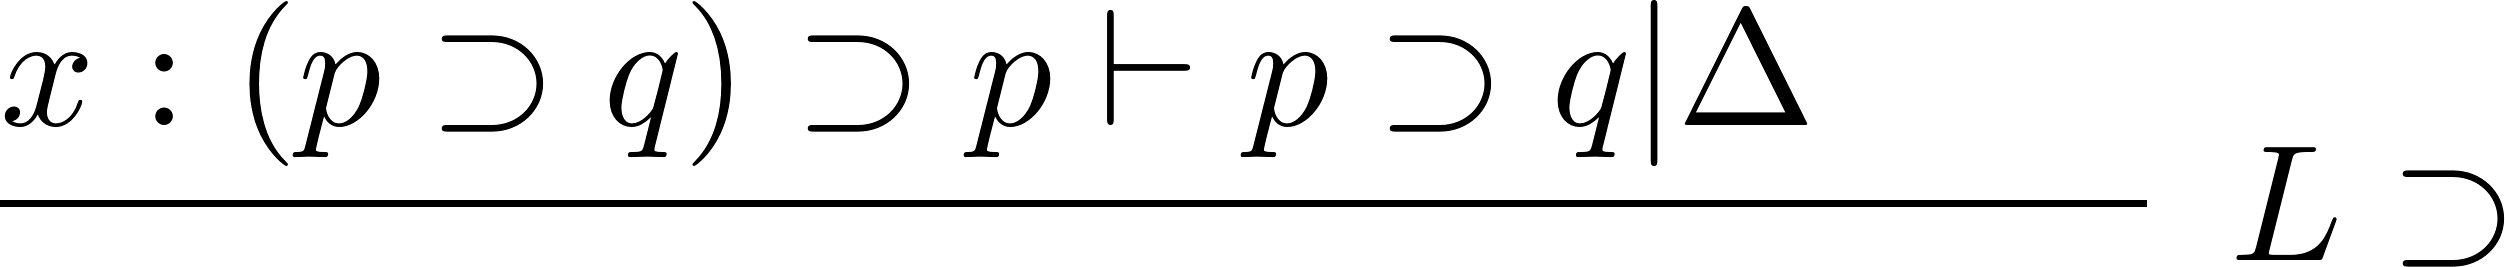 x : (p ⊃ q) ⊃ p ⊢ p ⊃ q|Δ
L ⊃